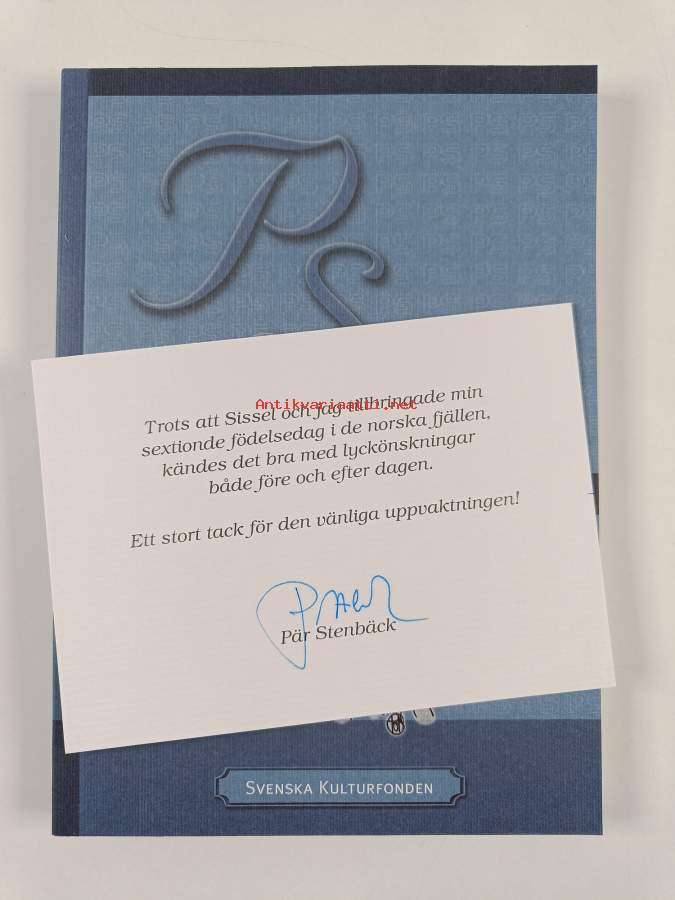 PS
Antikvariaatti.net
Trots att Sissel och jag tillbringade min
sextionde födelsedag i de norska fjällen,
kändes det bra med lyckönskningar
både före och efter dagen.
Ett stort tack för den vänliga uppvaktningen!
Pär Stenbäck
SVENSKA KULTURFONDEN